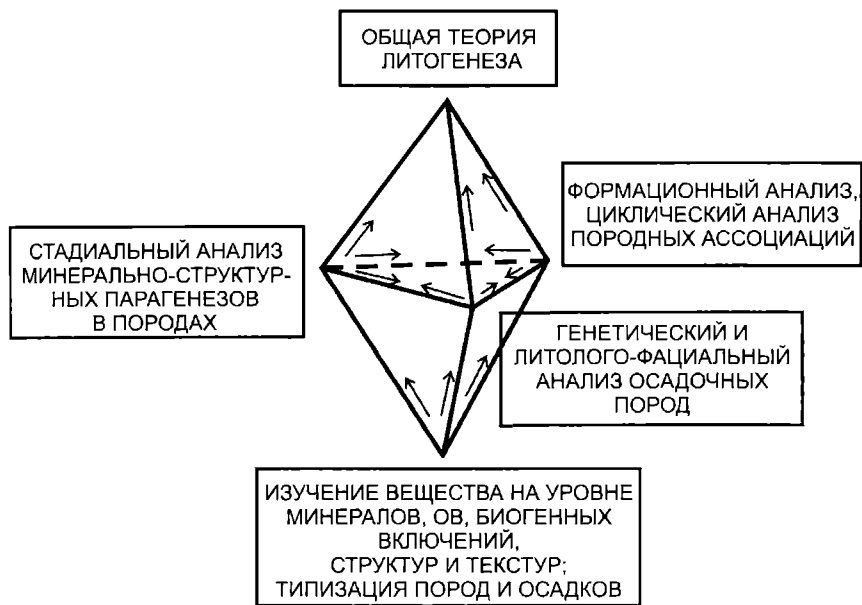 ОБЩАЯ ТЕОРИЯ
ЛИТОГЕНЕЗА
ФОРМАЦИОННЫЙ АНАЛИЗ,
ЦИКЛИЧЕСКИЙ АНАЛИЗ
ПОРОДНЫХ АССОЦИАЦИЙ
СТАДИАЛЬНЫЙ АНАЛИЗ
МИНЕРАЛЬНО-СТРУКТУР-
НЫХ ПАРАГЕНЕЗОВ
В ПОРОДАХ
ГЕНЕТИЧЕСКИЙ И
ЛИТОЛОГО-ФАЦИАЛЬНЫЙ
АНАЛИЗ ОСАДОЧНЫХ
ПОРОД
ИЗУЧЕНИЕ ВЕЩЕСТВА НА УРОВНЕ
МИНЕРАЛОВ, ОВ, БИОГЕННЫХ
ВКЛЮЧЕНИЙ,
СТРУКТУР И ТЕКСТУР;
ТИПИЗАЦИЯ ПОРОД И ОСАДКОВ